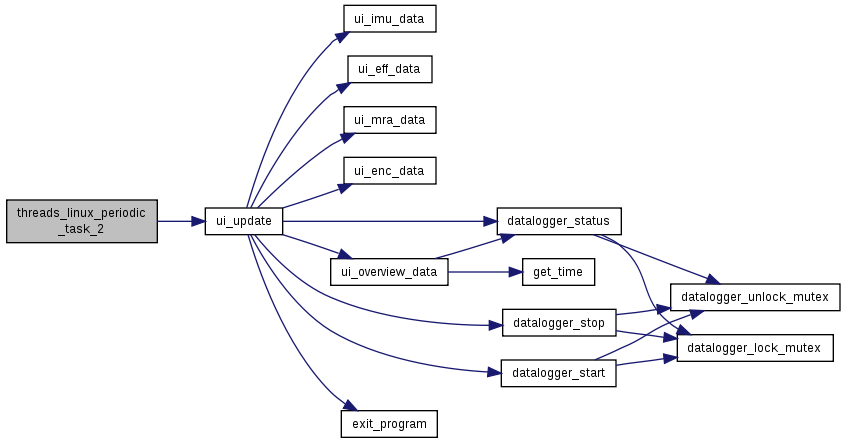 ui_imu_data
ui_eff_data
ui_mra_data
ui_enc_data
threads_linux_periodic
_task_2
ui_update
datalogger_status
ui_overview_data
get_time
datalogger_unlock_mutex
datalogger_stop
datalogger_lock_mutex
datalogger_start
exit_program